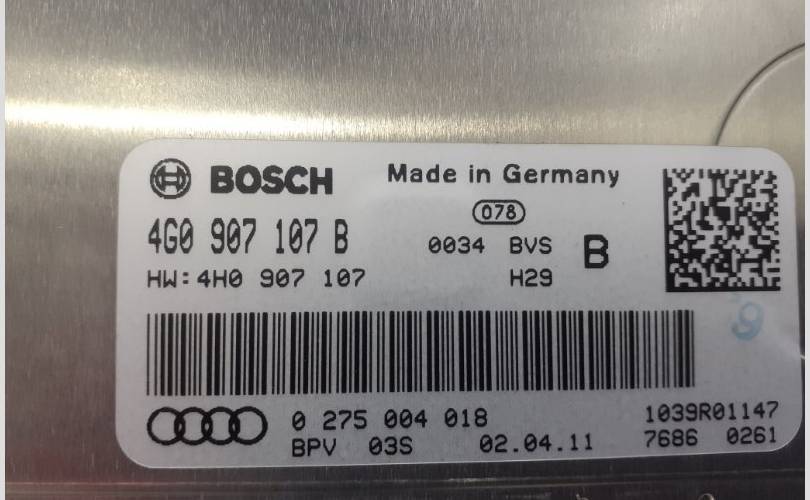 BOSCH Made in Germany
078
4G0 907 107 B 0034 BVS B
HW:4H0 907 107 H29
0 275 004 018 1039R01147
BPV 03S 02.04.11 7686 0261